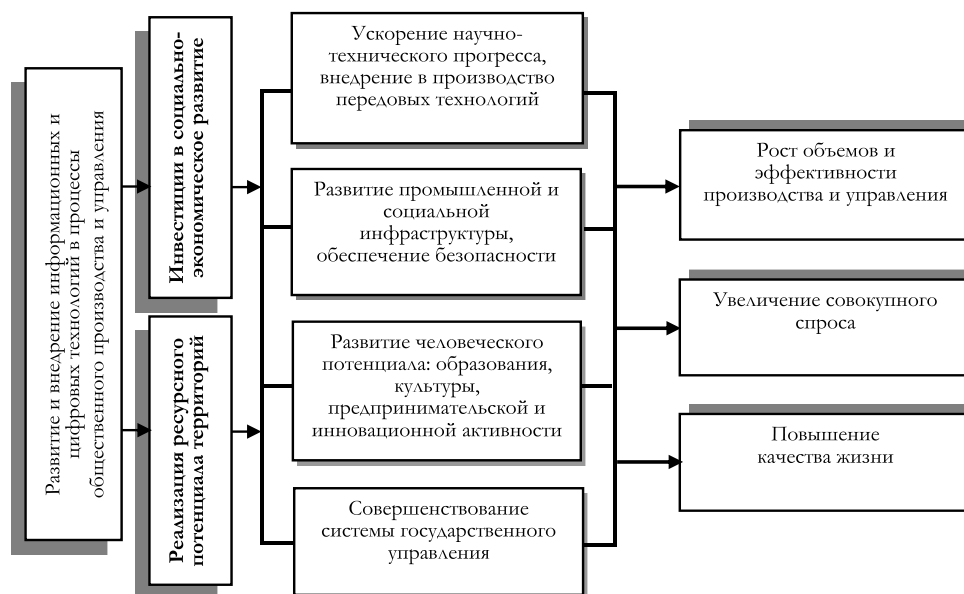 Развитие и внедрение информационных и
цифровых технологий в процессы
общественного производства и управления
Инвестиции в социально-
экономическое развитие
Реализация ресурсного
потенциала территорий
Ускорение научно-
технического прогресса,
внедрение в производство
передовых технологий
Развитие промышленной и
социальной
инфраструктуры,
обеспечение безопасности
Развитие человеческого
потенциала: образования,
культуры,
предпринимательской и
инновационной активности
Совершенствование
системы государственного
управления
Рост объемов и
эффективности
производства и управления
Увеличение совокупного
спроса
Повышение
качества жизни